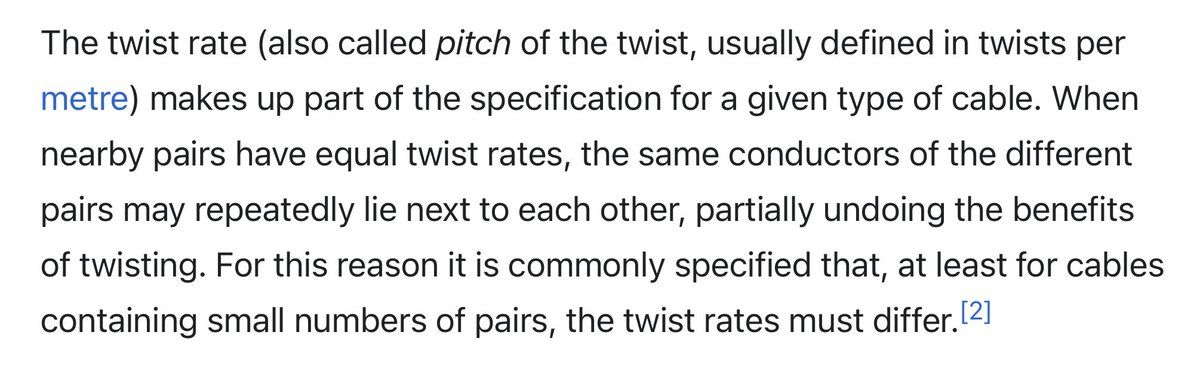 The twist rate (also called pitch of the twist, usually defined in twists per
metre) makes up part of the specification for a given type of cable. When
nearby pairs have equal twist rates, the same conductors of the different
pairs may repeatedly lie next to each other, partially undoing the benefits
of twisting. For this reason it is commonly specified that, at least for cables
containing small numbers of pairs, the twist rates must differ.[2]